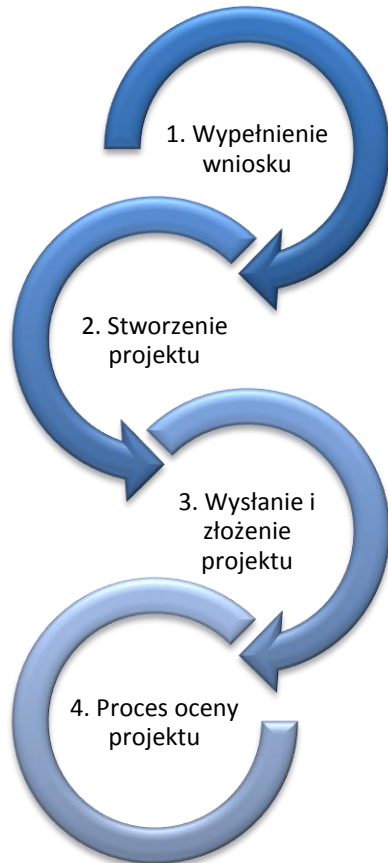 1. Wypełnienie
wniosku
2. Stworzenie
projektu
3. Wysłanie i
złożenie
projektu
4. Proces oceny
projektu